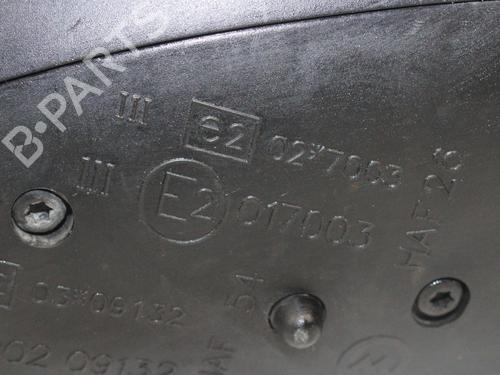 B-PARTS
III e2 02*7003
III E2 017003
HAF 26
54
03*09132
02 09132
HAF